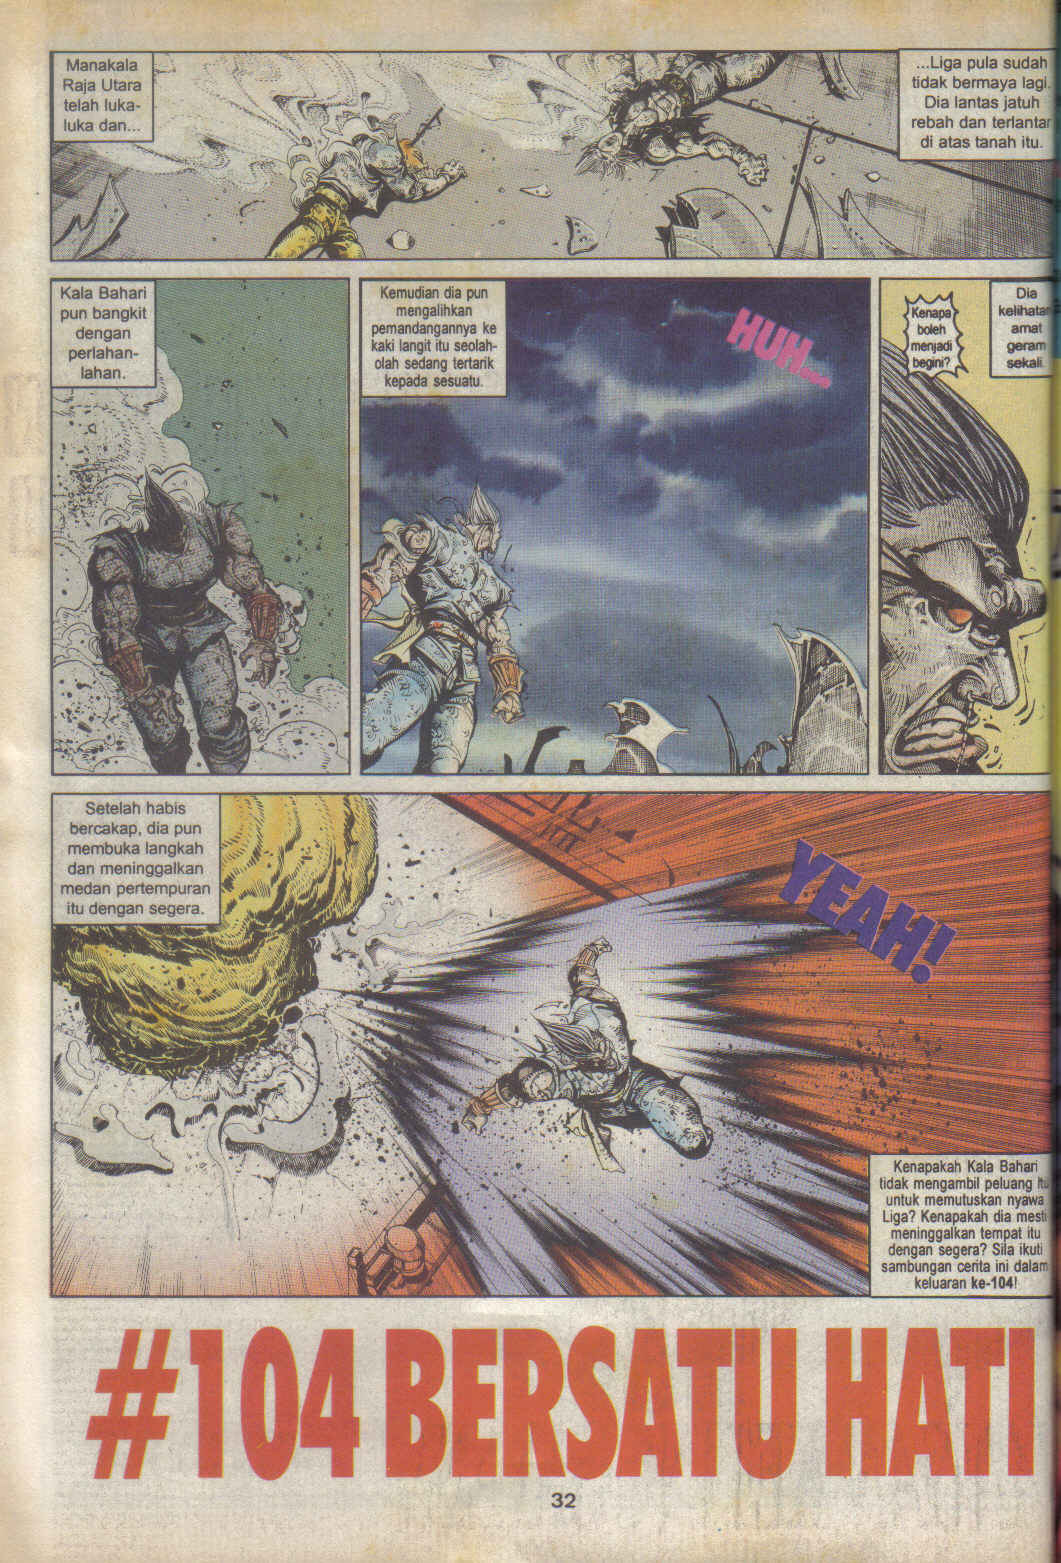 Manakala
Raja Utara
telah luka-
luka dan...
...Liga pula sudah
tidak bermaya lagi.
Dia lantas jatuh
rebah dan terlantar
di atas tanah itu.
Kala Bahari
pun bangkit
dengan
perlahan-
lahan.
Kemudian dia pun
mengalihkan
pemandangannya ke
kaki langit itu seolah-
olah sedang tertarik
kepada sesuatu.
HUH...
Kenapa
boleh
menjadi
begini?
Dia
kelihatan
amat
geram
sekali.
Setelah habis
bercakap, dia pun
membuka langkah
dan meninggalkan
medan pertempuran
itu dengan segera.
YEAH!
Kenapakah Kala Bahari
tidak mengambil peluang itu
untuk memutuskan nyawa
Liga? Kenapakah dia mesti
meninggalkan tempat itu
dengan segera? Sila ikuti
sambungan cerita ini dalam
keluaran ke-104!
#104 BERSATU HATI
32